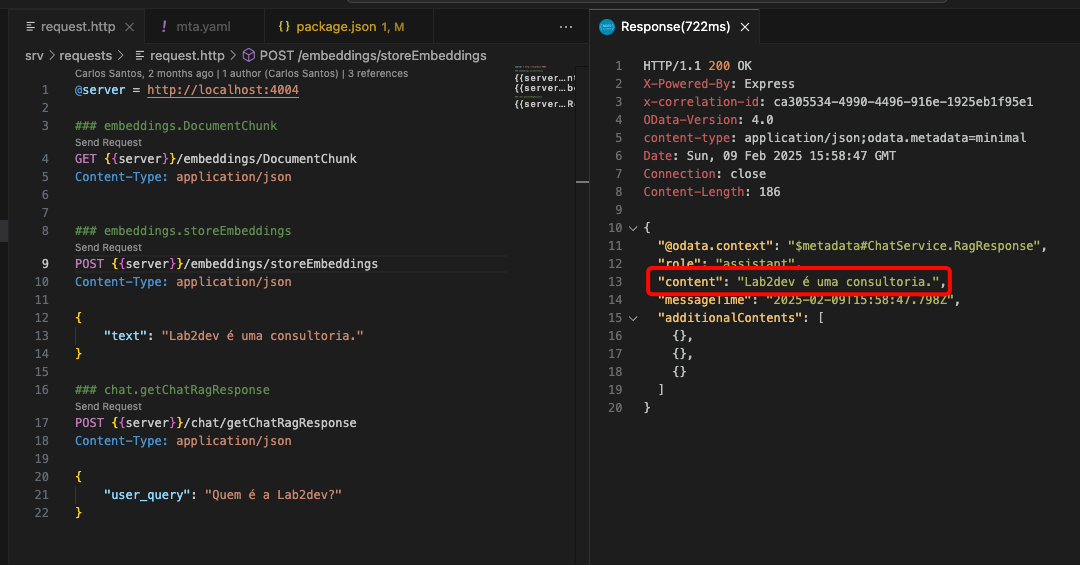 request.http
mta.yaml
{} package.json 1, M
...
srv > requests > request.http > POST /embeddings/storeEmbeddings
Carlos Santos, 2 months ago | 1 author (Carlos Santos) | 3 references
1 @server = http://localhost:4004
2
3 ### embeddings.DocumentChunk
Send Request
4 GET {{server}}/embeddings/DocumentChunk
5 Content-Type: application/json
6
7
8 ### embeddings.storeEmbeddings
Send Request
9 POST {{server}}/embeddings/storeEmbeddings
10 Content-Type: application/json
11
12 {
13 "text": "Lab2dev é uma consultoria."
14 }
15
16 ### chat.getChatRagResponse
Send Request
17 POST {{server}}/chat/getChatRagResponse
18 Content-Type: application/json
19
20 {
21 "user_query": "Quem é a Lab2dev?"
22 }
{{server…nt
{{server…be
{{server…Re
Response(722ms)
1 HTTP/1.1 200 OK
2 X-Powered-By: Express
3 x-correlation-id: ca305534-4990-4496-916e-1925eb1f95e1
4 OData-Version: 4.0
5 content-type: application/json;odata.metadata=minimal
6 Date: Sun, 09 Feb 2025 15:58:47 GMT
7 Connection: close
8 Content-Length: 186
9
10 {
11 "@odata.context": "$metadata#ChatService.RagResponse",
12 "role": "assistant",
13 "content": "Lab2dev é uma consultoria.",
14 "messageTime": "2025-02-09T15:58:47.798Z",
15 "additionalContents": [
16 {},
17 {},
18 {}
19 ]
20 }